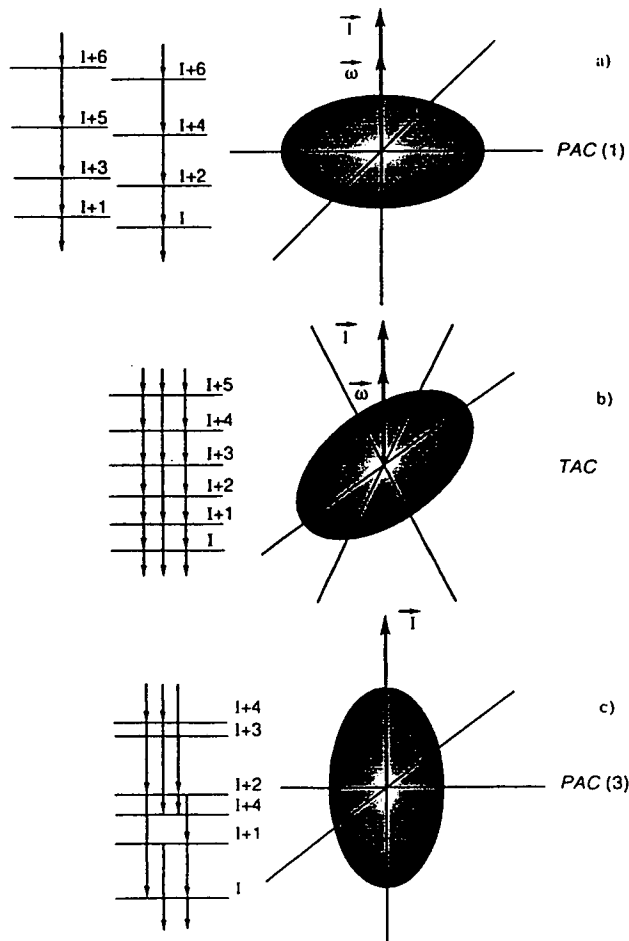 I
ω
a)
I+6
I+6
I+5
I+4
PAC (1)
I+3
I+2
I+1
I
I
ω
b)
I+5
I+4
I+3
TAC
I+2
I+1
I
I
c)
I+4
I+3
I+2
I+4
PAC (3)
I+1
I